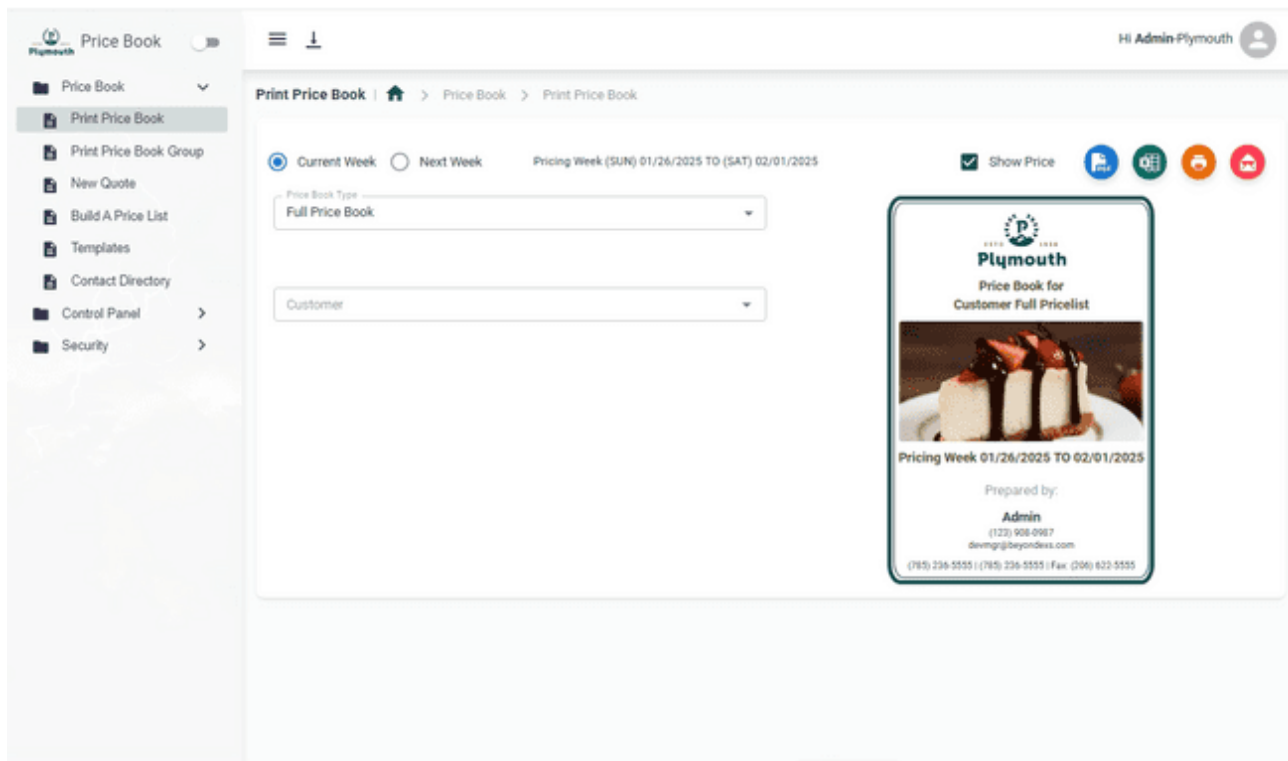 Plymouth
Price Book
Hi Admin-Plymouth
Price Book
Print Price Book
Print Price Book Group
New Quote
Build A Price List
Templates
Contact Directory
Control Panel
Security
Print Price Book | > Price Book > Print Price Book
Current Week Next Week Pricing Week (SUN) 01/26/2025 TO (SAT) 02/01/2025 Show Price
PDF
Price Book Type
Full Price Book
Customer
P
ESTD 1936
Plymouth
Price Book for
Customer Full Pricelist
Pricing Week 01/26/2025 TO 02/01/2025
Prepared by:
Admin
(123) 908-0987
devmgr@beyondexs.com
(785) 236-5555 | (785) 236-5555 | Fax: (206) 622-5555